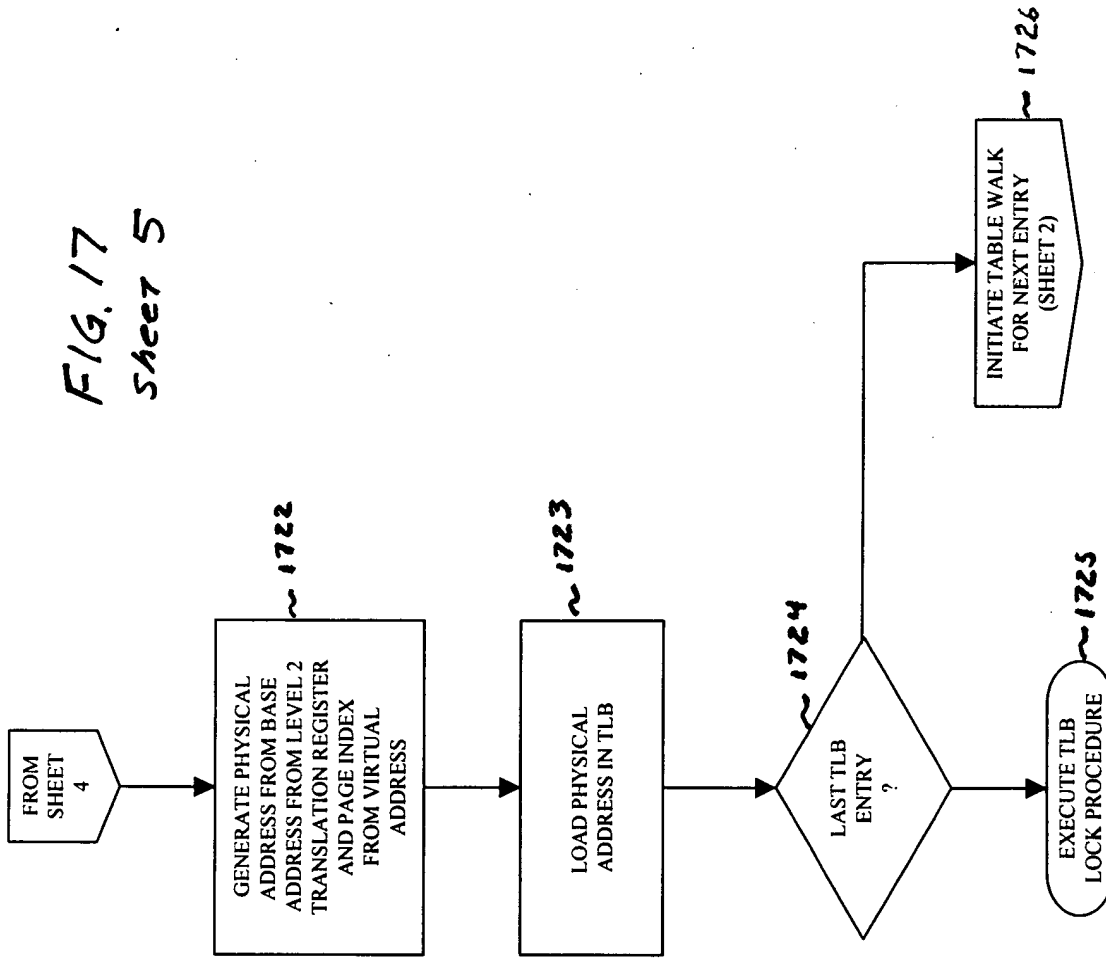 FIG. 17
Sheet 5
FROM
SHEET
4
GENERATE PHYSICAL
ADDRESS FROM BASE
ADDRESS FROM LEVEL 2
TRANSLATION REGISTER
AND PAGE INDEX
FROM VIRTUAL
ADDRESS
~ 1722
LOAD PHYSICAL
ADDRESS IN TLB
~ 1723
LAST TLB
ENTRY
?
~ 1724
EXECUTE TLB
LOCK PROCEDURE
~ 1725
INITIATE TABLE WALK
FOR NEXT ENTRY
(SHEET 2)
~ 1726